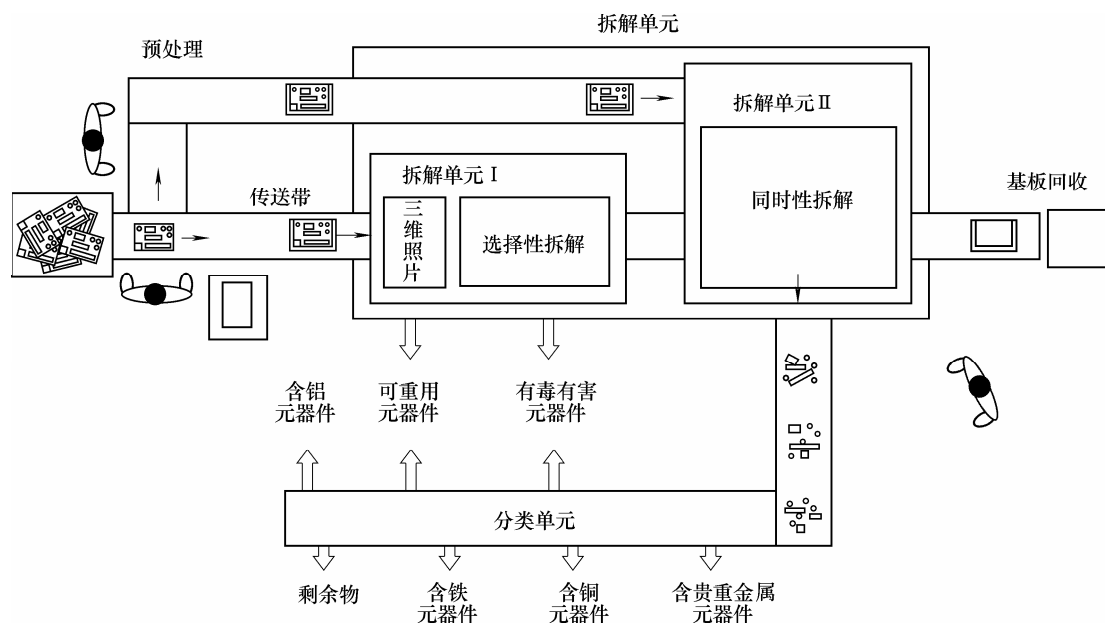 拆解单元
预处理
拆解单元Ⅱ
拆解单元Ⅰ
基板回收
传送带
三维照片
选择性拆解
同时性拆解
含铝
元器件
可重用
元器件
有毒有害
元器件
分类单元
剩余物
含铁
元器件
含铜
元器件
含贵重金属
元器件